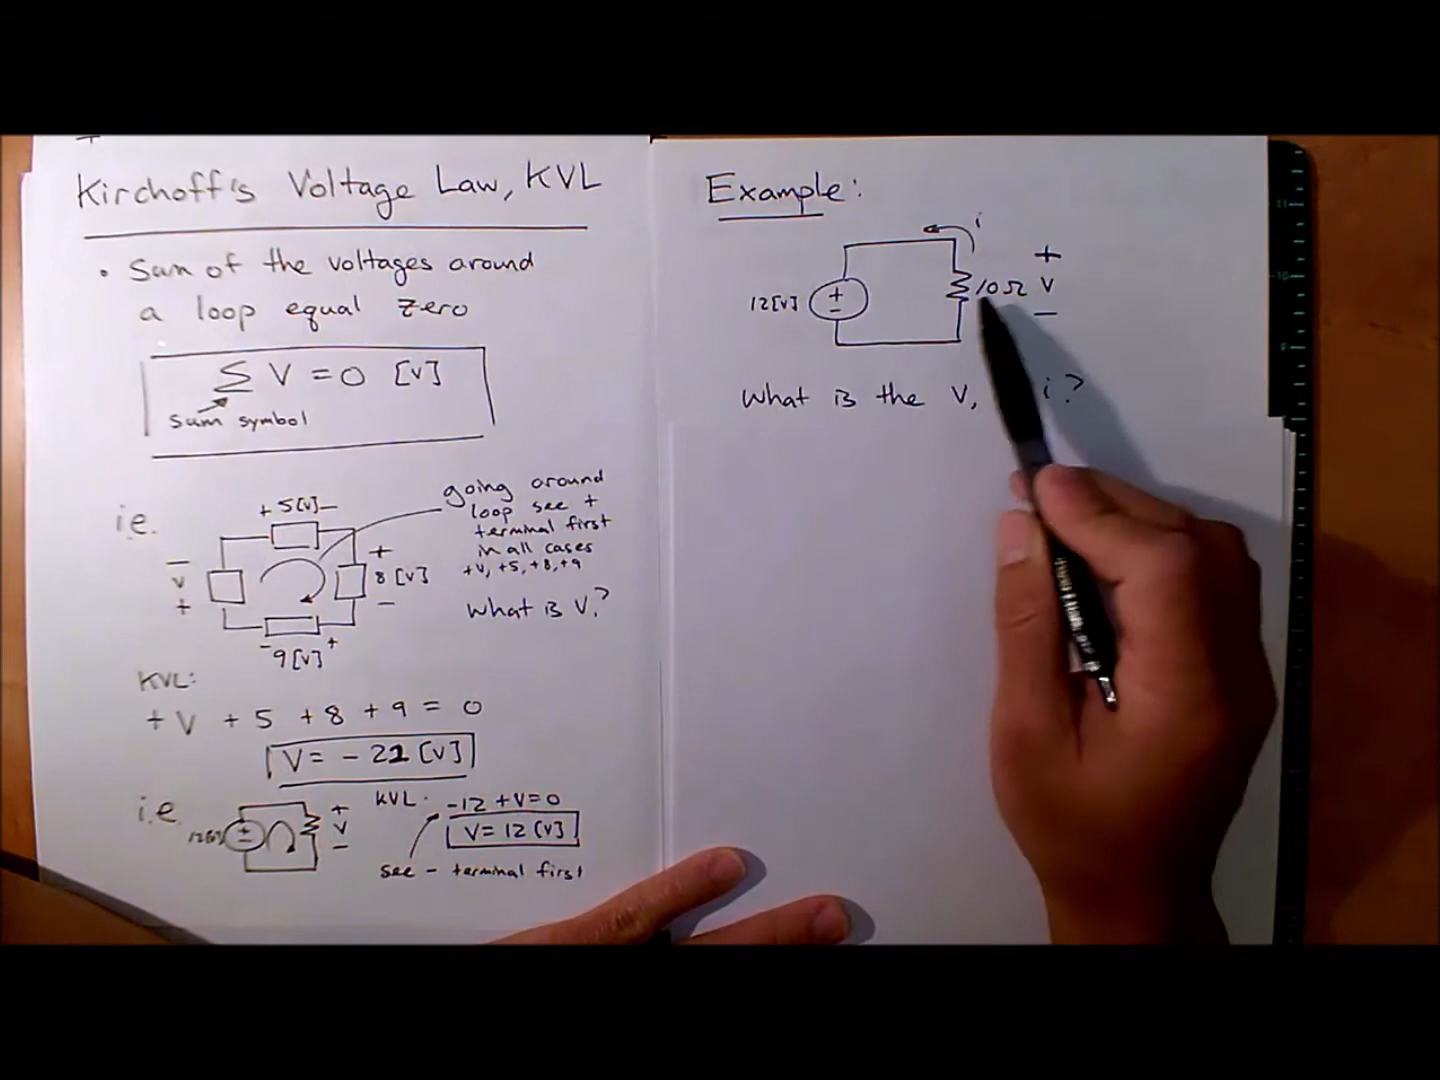 Kirchoff's Voltage Law, KVL
• Sum of the voltages around
a loop equal zero
Σ V = 0 [V]
sum symbol
i.e.
+ 5[V] -
- V +
+ 8 [V] -
- 9[V] +
going around
loop see +
terminal first
in all cases
+V, +5, +8, +9
What is V?
KVL:
+ V + 5 + 8 + 9 = 0
V = - 22 [V]
i.e
12[V]
+ -
+ V -
KVL: -12 + V = 0
V = 12 [V]
see - terminal first
Example:
i
12[V]
+ -
10Ω
+ V -
What is the V, i?